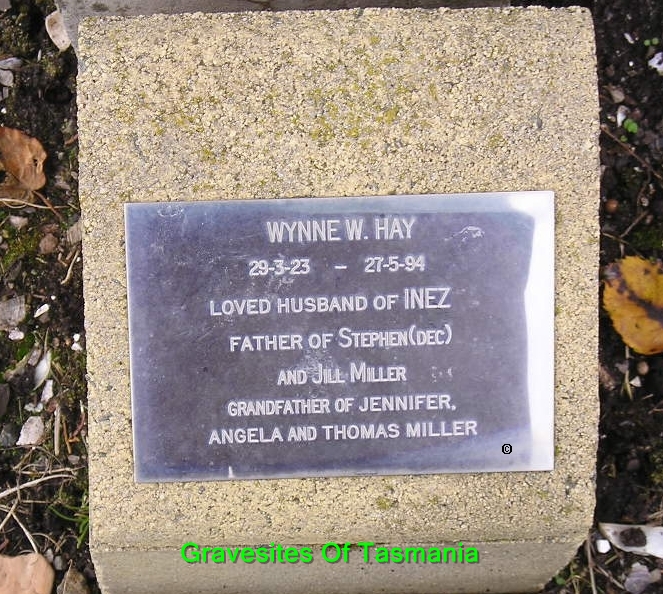 WYNNE W. HAY
29-3-23 – 27-5-94
LOVED HUSBAND OF INEZ
FATHER OF STEPHEN(DEC)
AND JILL MILLER
GRANDFATHER OF JENNIFER,
ANGELA AND THOMAS MILLER
©
Gravesites Of Tasmania